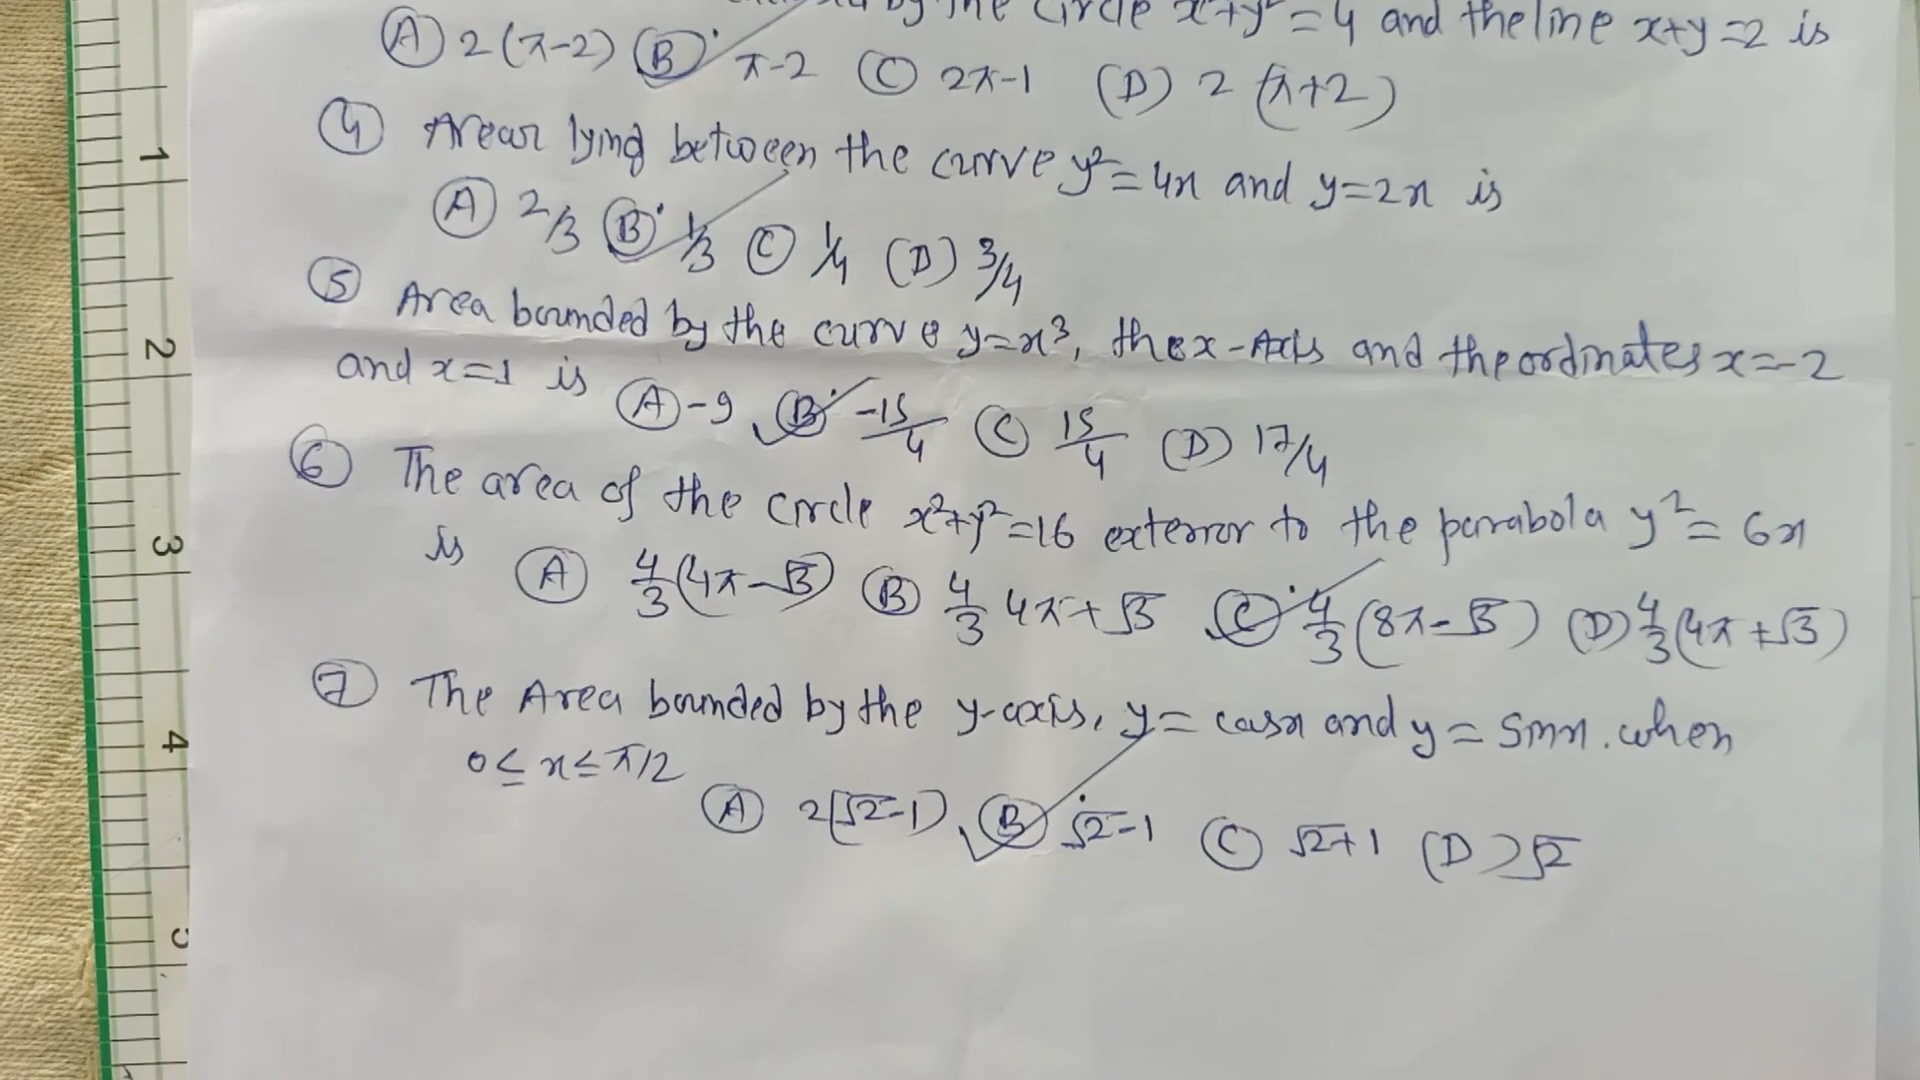 by the circle x²+y²=4 and the line x+y=2 is
(A) 2(π-2) (B) π-2 (C) 2π-1 (D) 2(π+2)
(4) Area lying between the curve y²=4x and y=2x is
(A) 2/3 (B) 1/3 (C) 1/4 (D) 3/4
(5) Area bounded by the curve y=x³, the x-Axis and the ordinates x=-2
and x=1 is (A) -9 (B) -15/4 (C) 15/4 (D) 17/4
(6) The area of the circle x²+y²=16 exterior to the parabola y²=6x
is (A) 4/3(4π-√3) (B) 4/3 4π+√3 (C) 4/3(8π-√3) (D) 4/3(4π+√3)
(7) The Area bounded by the y-axis, y=cosx and y=sinx. when
0≤x≤π/2
(A) 2(√2-1) (B) √2-1 (C) √2+1 (D) √2
1
2
3
4
5